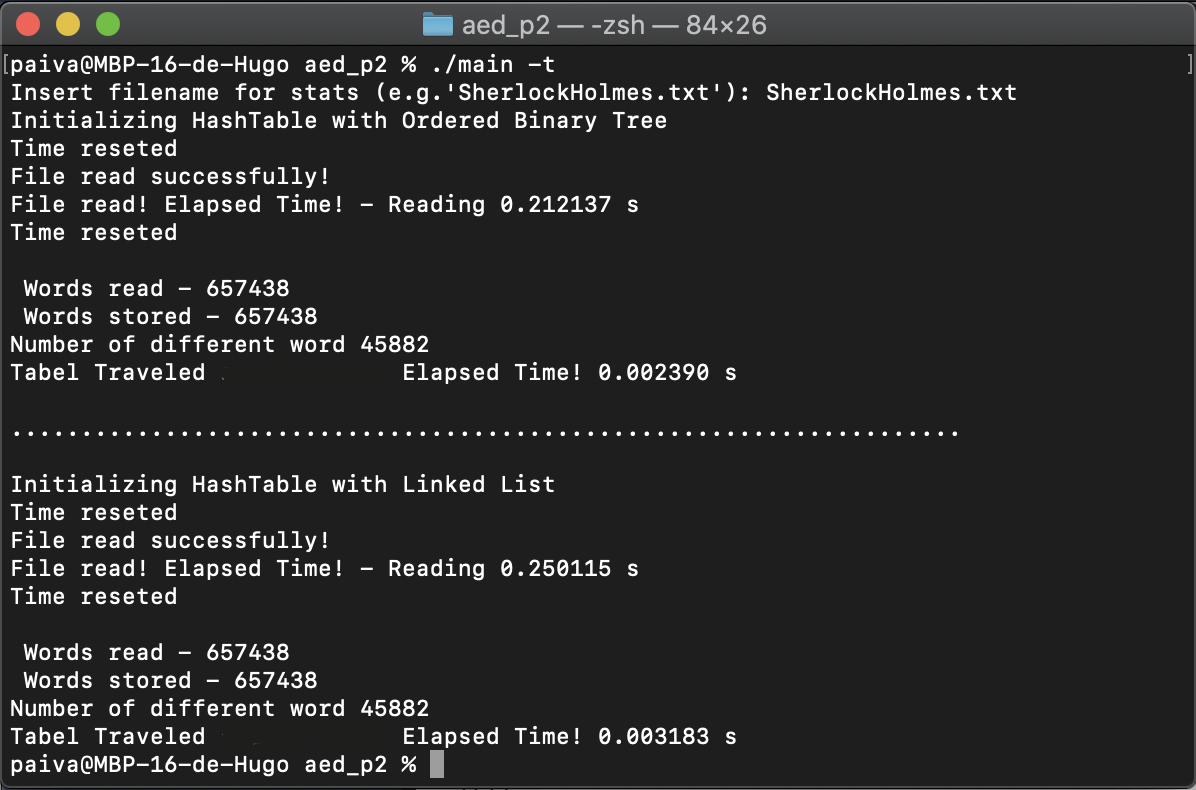 aed_p2 — -zsh — 84×26
[paiva@MBP-16-de-Hugo aed_p2 % ./main -t ]
Insert filename for stats (e.g.'SherlockHolmes.txt'): SherlockHolmes.txt
Initializing HashTable with Ordered Binary Tree
Time reseted
File read successfully!
File read! Elapsed Time! - Reading 0.212137 s
Time reseted
Words read - 657438
Words stored - 657438
Number of different word 45882
Tabel Traveled Elapsed Time! 0.002390 s
....................................................................
Initializing HashTable with Linked List
Time reseted
File read successfully!
File read! Elapsed Time! - Reading 0.250115 s
Time reseted
Words read - 657438
Words stored - 657438
Number of different word 45882
Tabel Traveled Elapsed Time! 0.003183 s
paiva@MBP-16-de-Hugo aed_p2 %